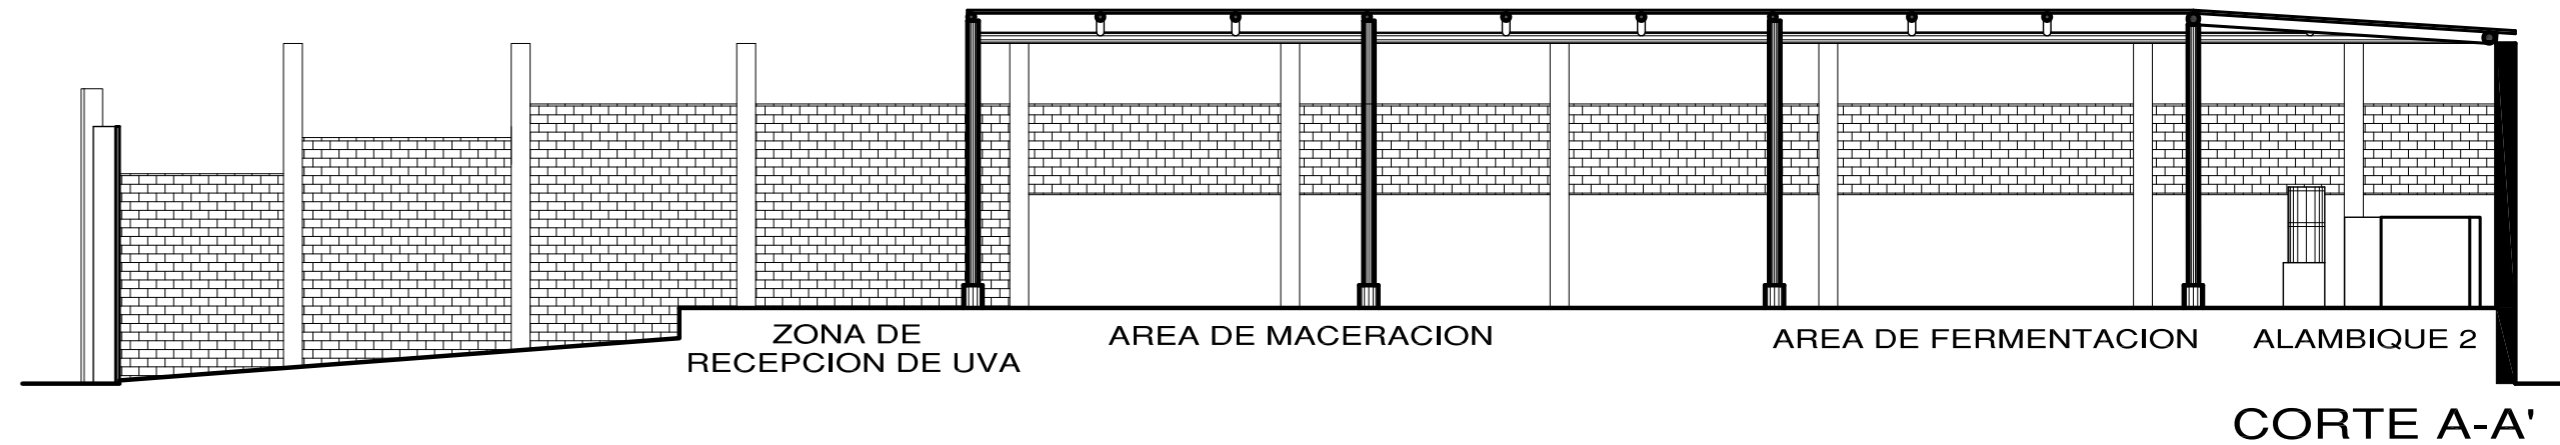 ZONA DE
RECEPCION DE UVA
AREA DE MACERACION
AREA DE FERMENTACION
ALAMBIQUE 2
CORTE A-A'